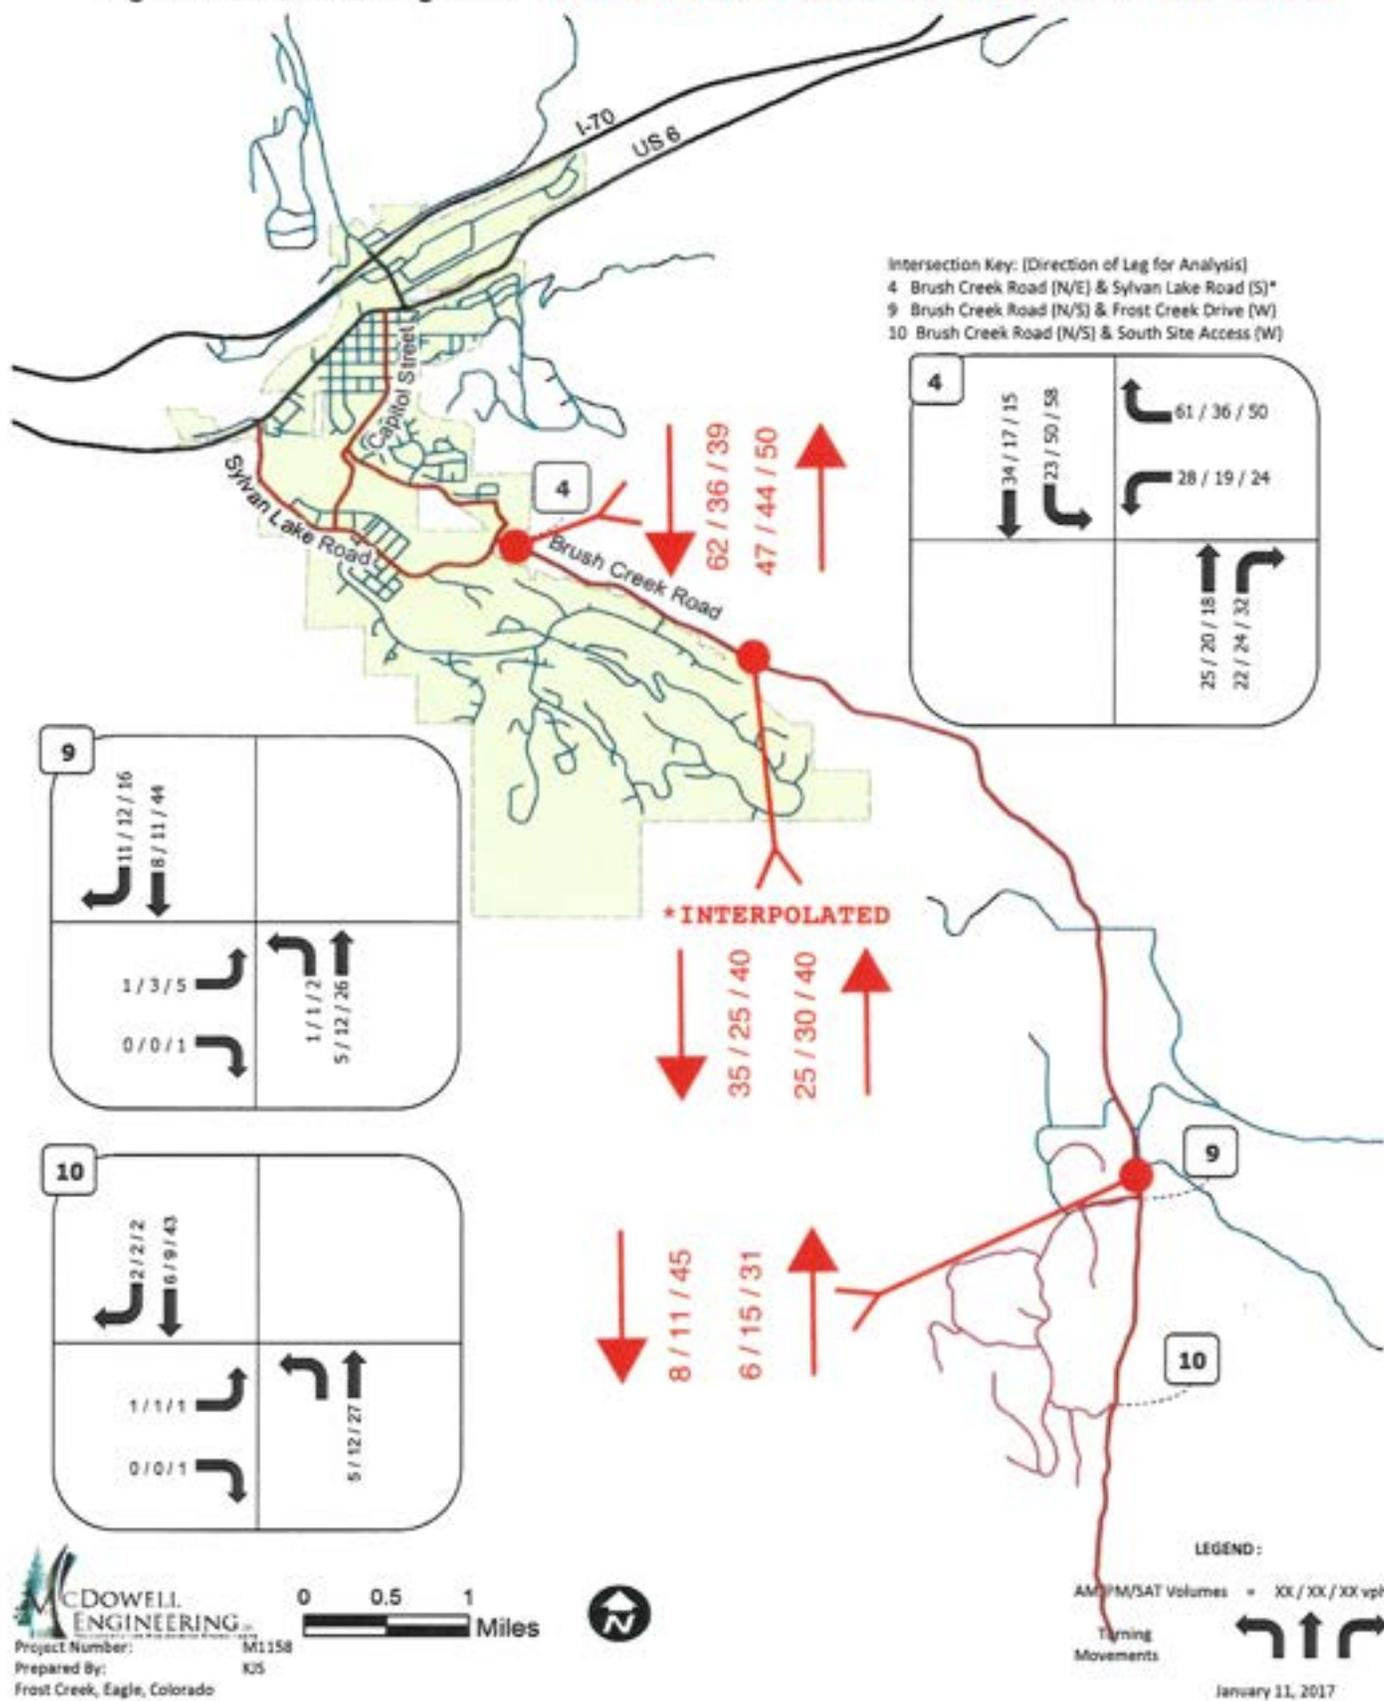 I-70
US 6
Intersection Key: (Direction of Leg for Analysis)
4 Brush Creek Road (N/E) & Sylvan Lake Road (S)*
9 Brush Creek Road (N/S) & Frost Creek Drive (W)
10 Brush Creek Road (N/S) & South Site Access (W)
Capitol Street
Sylvan Lake Road
Brush Creek Road
4
62 / 36 / 39
47 / 44 / 50
4
34 / 17 / 15
23 / 50 / 58
61 / 36 / 50
28 / 19 / 24
25 / 20 / 18
22 / 24 / 32
9
11 / 12 / 16
8 / 11 / 44
1 / 3 / 5
0 / 0 / 1
1 / 1 / 2
5 / 12 / 26
*INTERPOLATED
35 / 25 / 40
25 / 30 / 40
9
10
2 / 2 / 2
6 / 9 / 43
1 / 1 / 1
0 / 0 / 1
5 / 12 / 27
8 / 11 / 45
6 / 15 / 31
10
McDOWELL
ENGINEERING
Project Number: M1158
Prepared By: KJS
Frost Creek, Eagle, Colorado
0 0.5 1
Miles
N
LEGEND:
AM/PM/SAT Volumes = XX / XX / XX vph
Turning
Movements
January 11, 2017